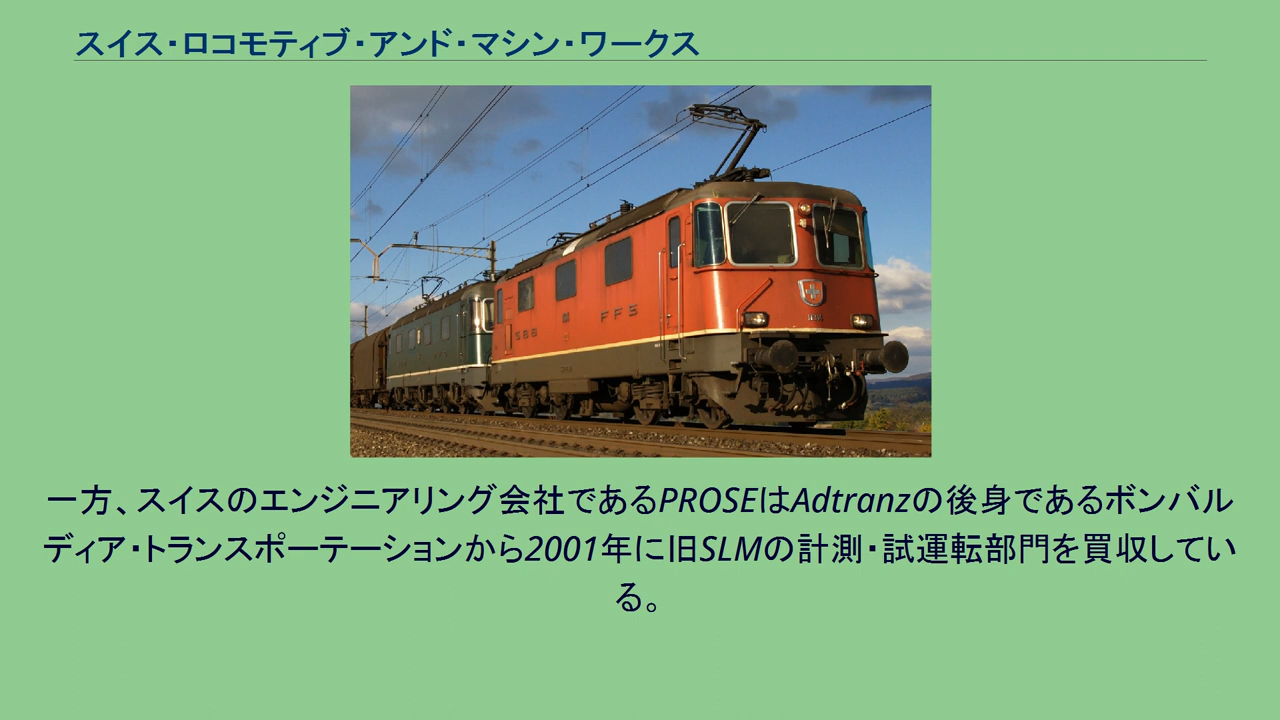 スイス・ロコモティブ・アンド・マシン・ワークス
SBB
FFS
一方、スイスのエンジニアリング会社であるPROSEはAdtranzの後身であるボンバル
ディア・トランスポーテーションから2001年に旧SLMの計測・試運転部門を買収してい
る。